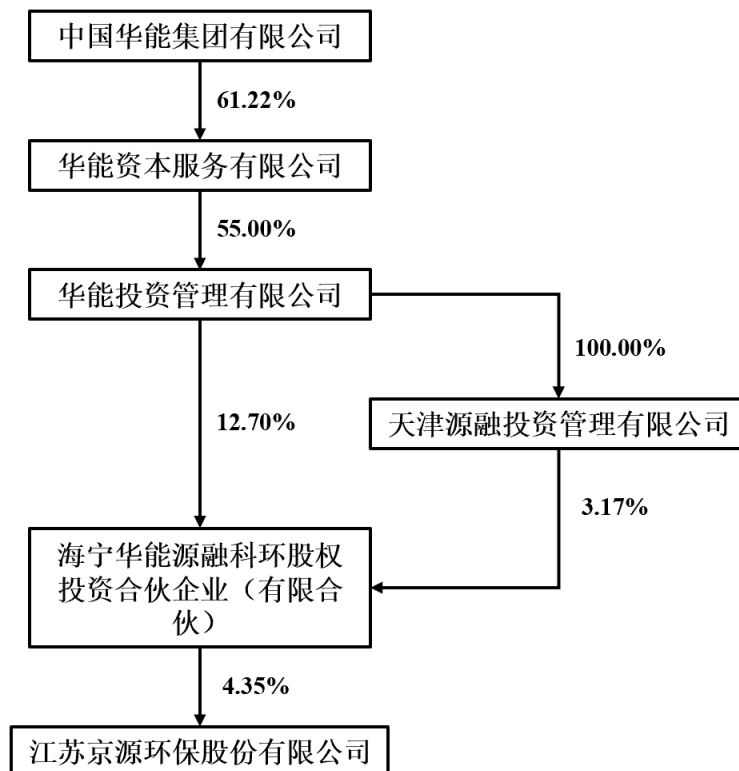 中国华能集团有限公司
61.22%
华能资本服务有限公司
55.00%
华能投资管理有限公司
100.00%
12.70%
天津源融投资管理有限公司
3.17%
海宁华能源融科环股权
投资合伙企业（有限合
伙）
4.35%
江苏京源环保股份有限公司